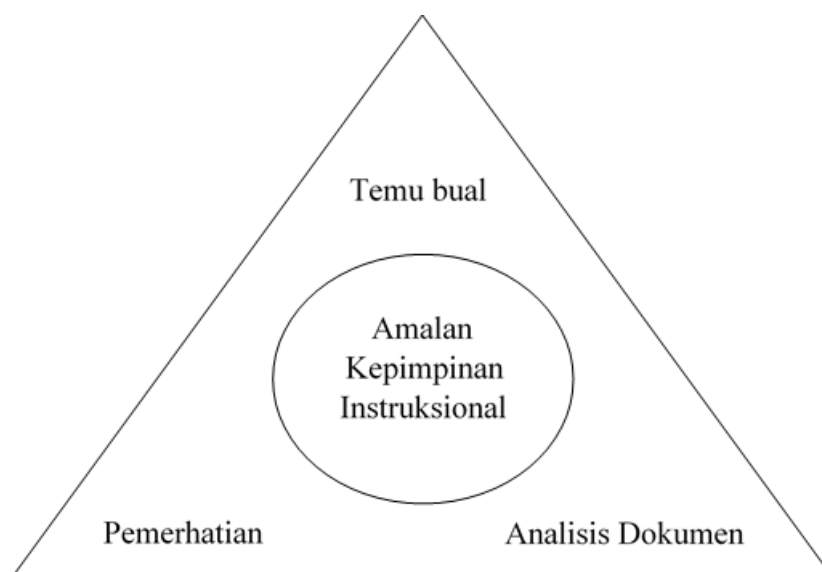 Temu bual
Amalan
Kepimpinan
Instruksional
Pemerhatian
Analisis Dokumen